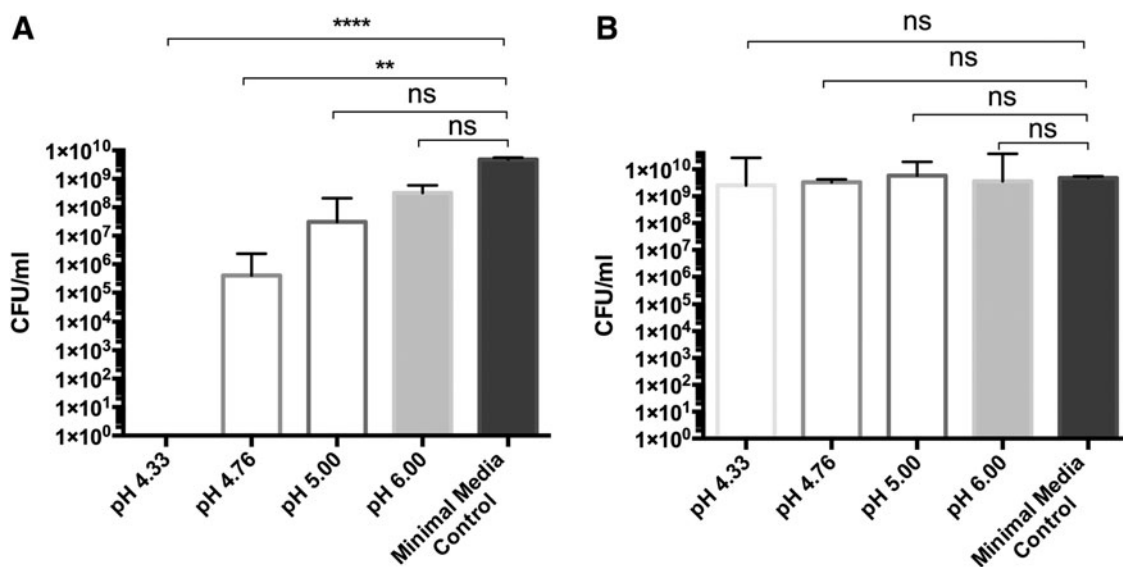 A
****
**
ns
ns
CFU/ml
1×10¹⁰
1×10⁹
1×10⁸
1×10⁷
1×10⁶
1×10⁵
1×10⁴
1×10³
1×10²
1×10¹
1×10⁰
pH 4.33
pH 4.76
pH 5.00
pH 6.00
Minimal Media
Control
B
ns
ns
ns
ns
CFU/ml
1×10¹⁰
1×10⁹
1×10⁸
1×10⁷
1×10⁶
1×10⁵
1×10⁴
1×10³
1×10²
1×10¹
1×10⁰
pH 4.33
pH 4.76
pH 5.00
pH 6.00
Minimal Media
Control